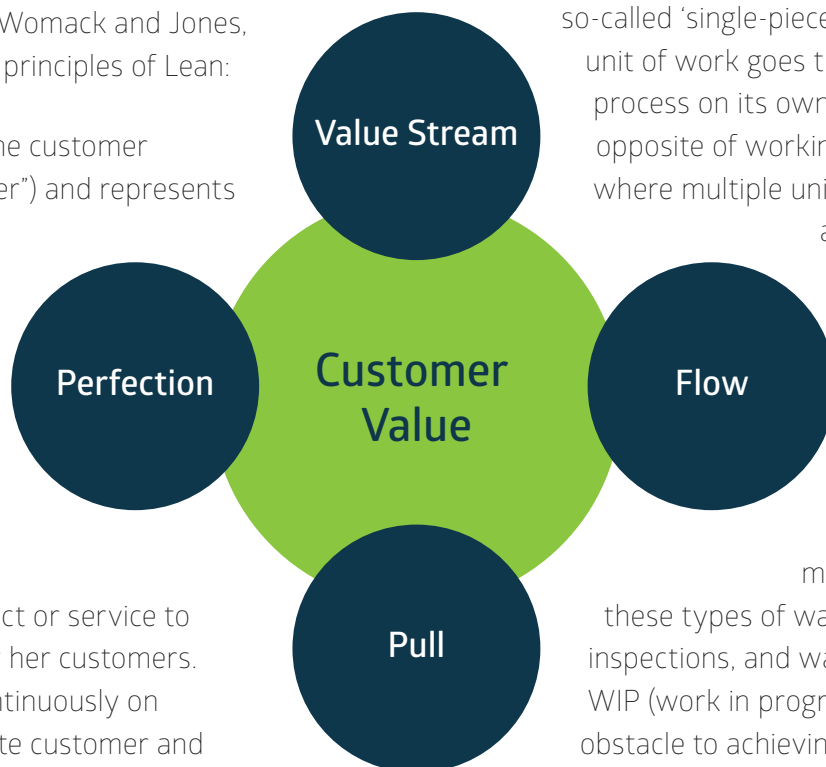 Womack and Jones,
principles of Lean:
customer
er”) and represents
ct or service to
her customers.
ntinuously on
te customer and
Value Stream
Perfection
Customer
Value
Flow
Pull
so-called ‘single-piece
unit of work goes t
process on its own
opposite of workin
where multiple uni
a
m
these types of wa
inspections, and wa
WIP (work in progr
obstacle to achievin